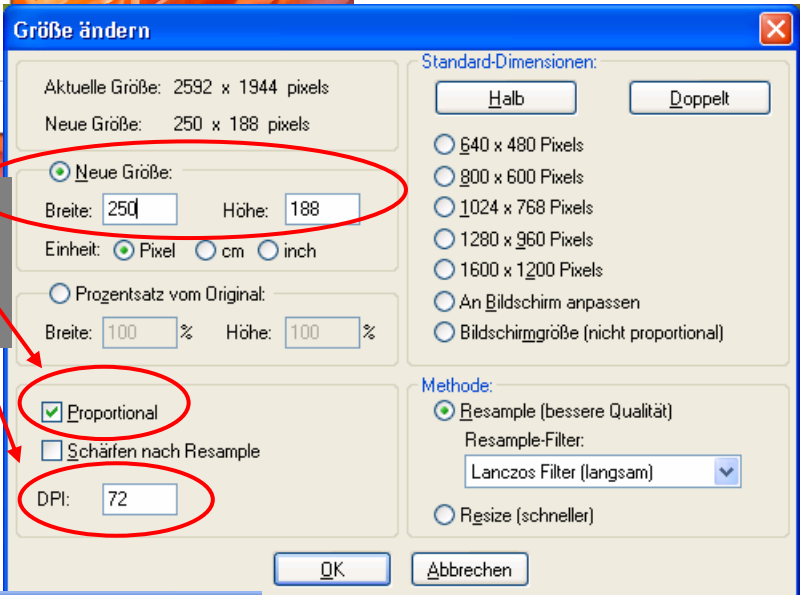 Größe ändern
Aktuelle Größe: 2592 x 1944 pixels
Neue Größe: 250 x 188 pixels
Neue Größe:
Breite: 250 Höhe: 188
Einheit: Pixel cm inch
Prozentsatz vom Original:
Breite: 100 % Höhe: 100 %
Proportional
Schärfen nach Resample
DPI: 72
Standard-Dimensionen:
Halb Doppelt
640 x 480 Pixels
800 x 600 Pixels
1024 x 768 Pixels
1280 x 960 Pixels
1600 x 1200 Pixels
An Bildschirm anpassen
Bildschirmgröße (nicht proportional)
Methode:
Resample (bessere Qualität)
Resample-Filter:
Lanczos Filter (langsam)
Resize (schneller)
OK Abbrechen